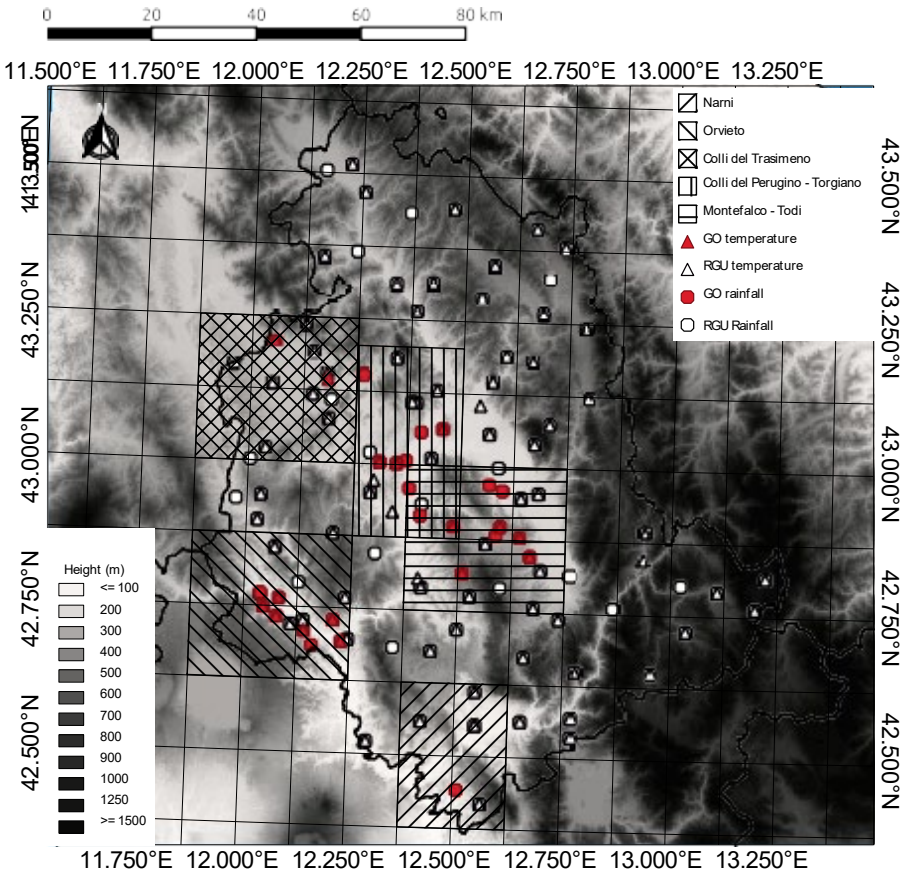 0 20 40 60 80 km
11.500°E 11.750°E 12.000°E 12.250°E 12.500°E 12.750°E 13.000°E 13.250°E
Narni
Orvieto
Colli del Trasimeno
Colli del Perugino - Torgiano
Montefalco - Todi
GO temperature
RGU temperature
GO rainfall
RGU Rainfall
43.250°N
43.000°N
42.750°N
42.500°N
43.500°N
43.250°N
43.000°N
42.750°N
42.500°N
Height (m)
<= 100
200
300
400
500
600
700
800
900
1000
1250
>= 1500
11.750°E 12.000°E 12.250°E 12.500°E 12.750°E 13.000°E 13.250°E